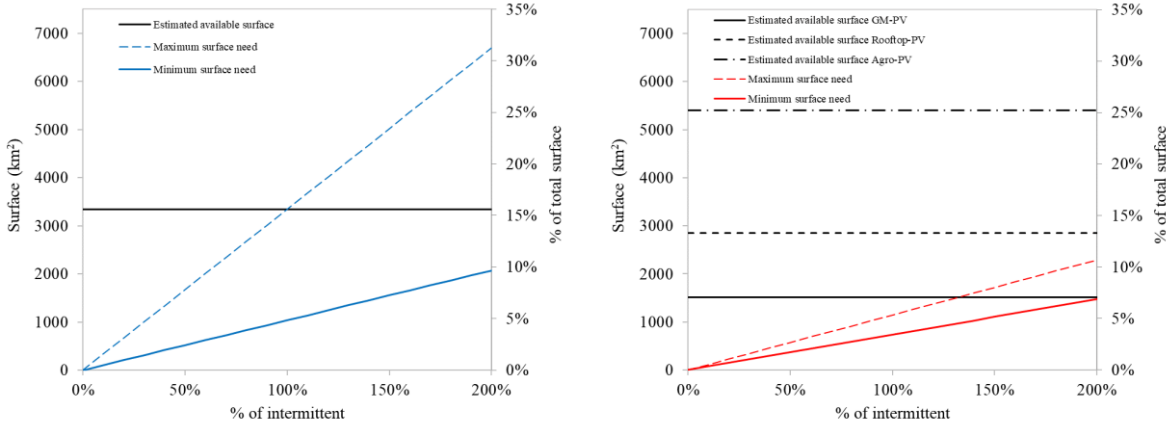 Estimated available surface
Maximum surface need
Minimum surface need
7000
6000
5000
4000
3000
2000
1000
0
Surface (km²)
35%
30%
25%
20%
15%
10%
5%
0%
% of total surface
0% 50% 100% 150% 200%
% of intermittent
Estimated available surface GM-PV
Estimated available surface Rooftop-PV
Estimated available surface Agro-PV
Maximum surface need
Minimum surface need
7000
6000
5000
4000
3000
2000
1000
0
Surface (km²)
35%
30%
25%
20%
15%
10%
5%
0%
% of total surface
0% 50% 100% 150% 200%
% of intermittent